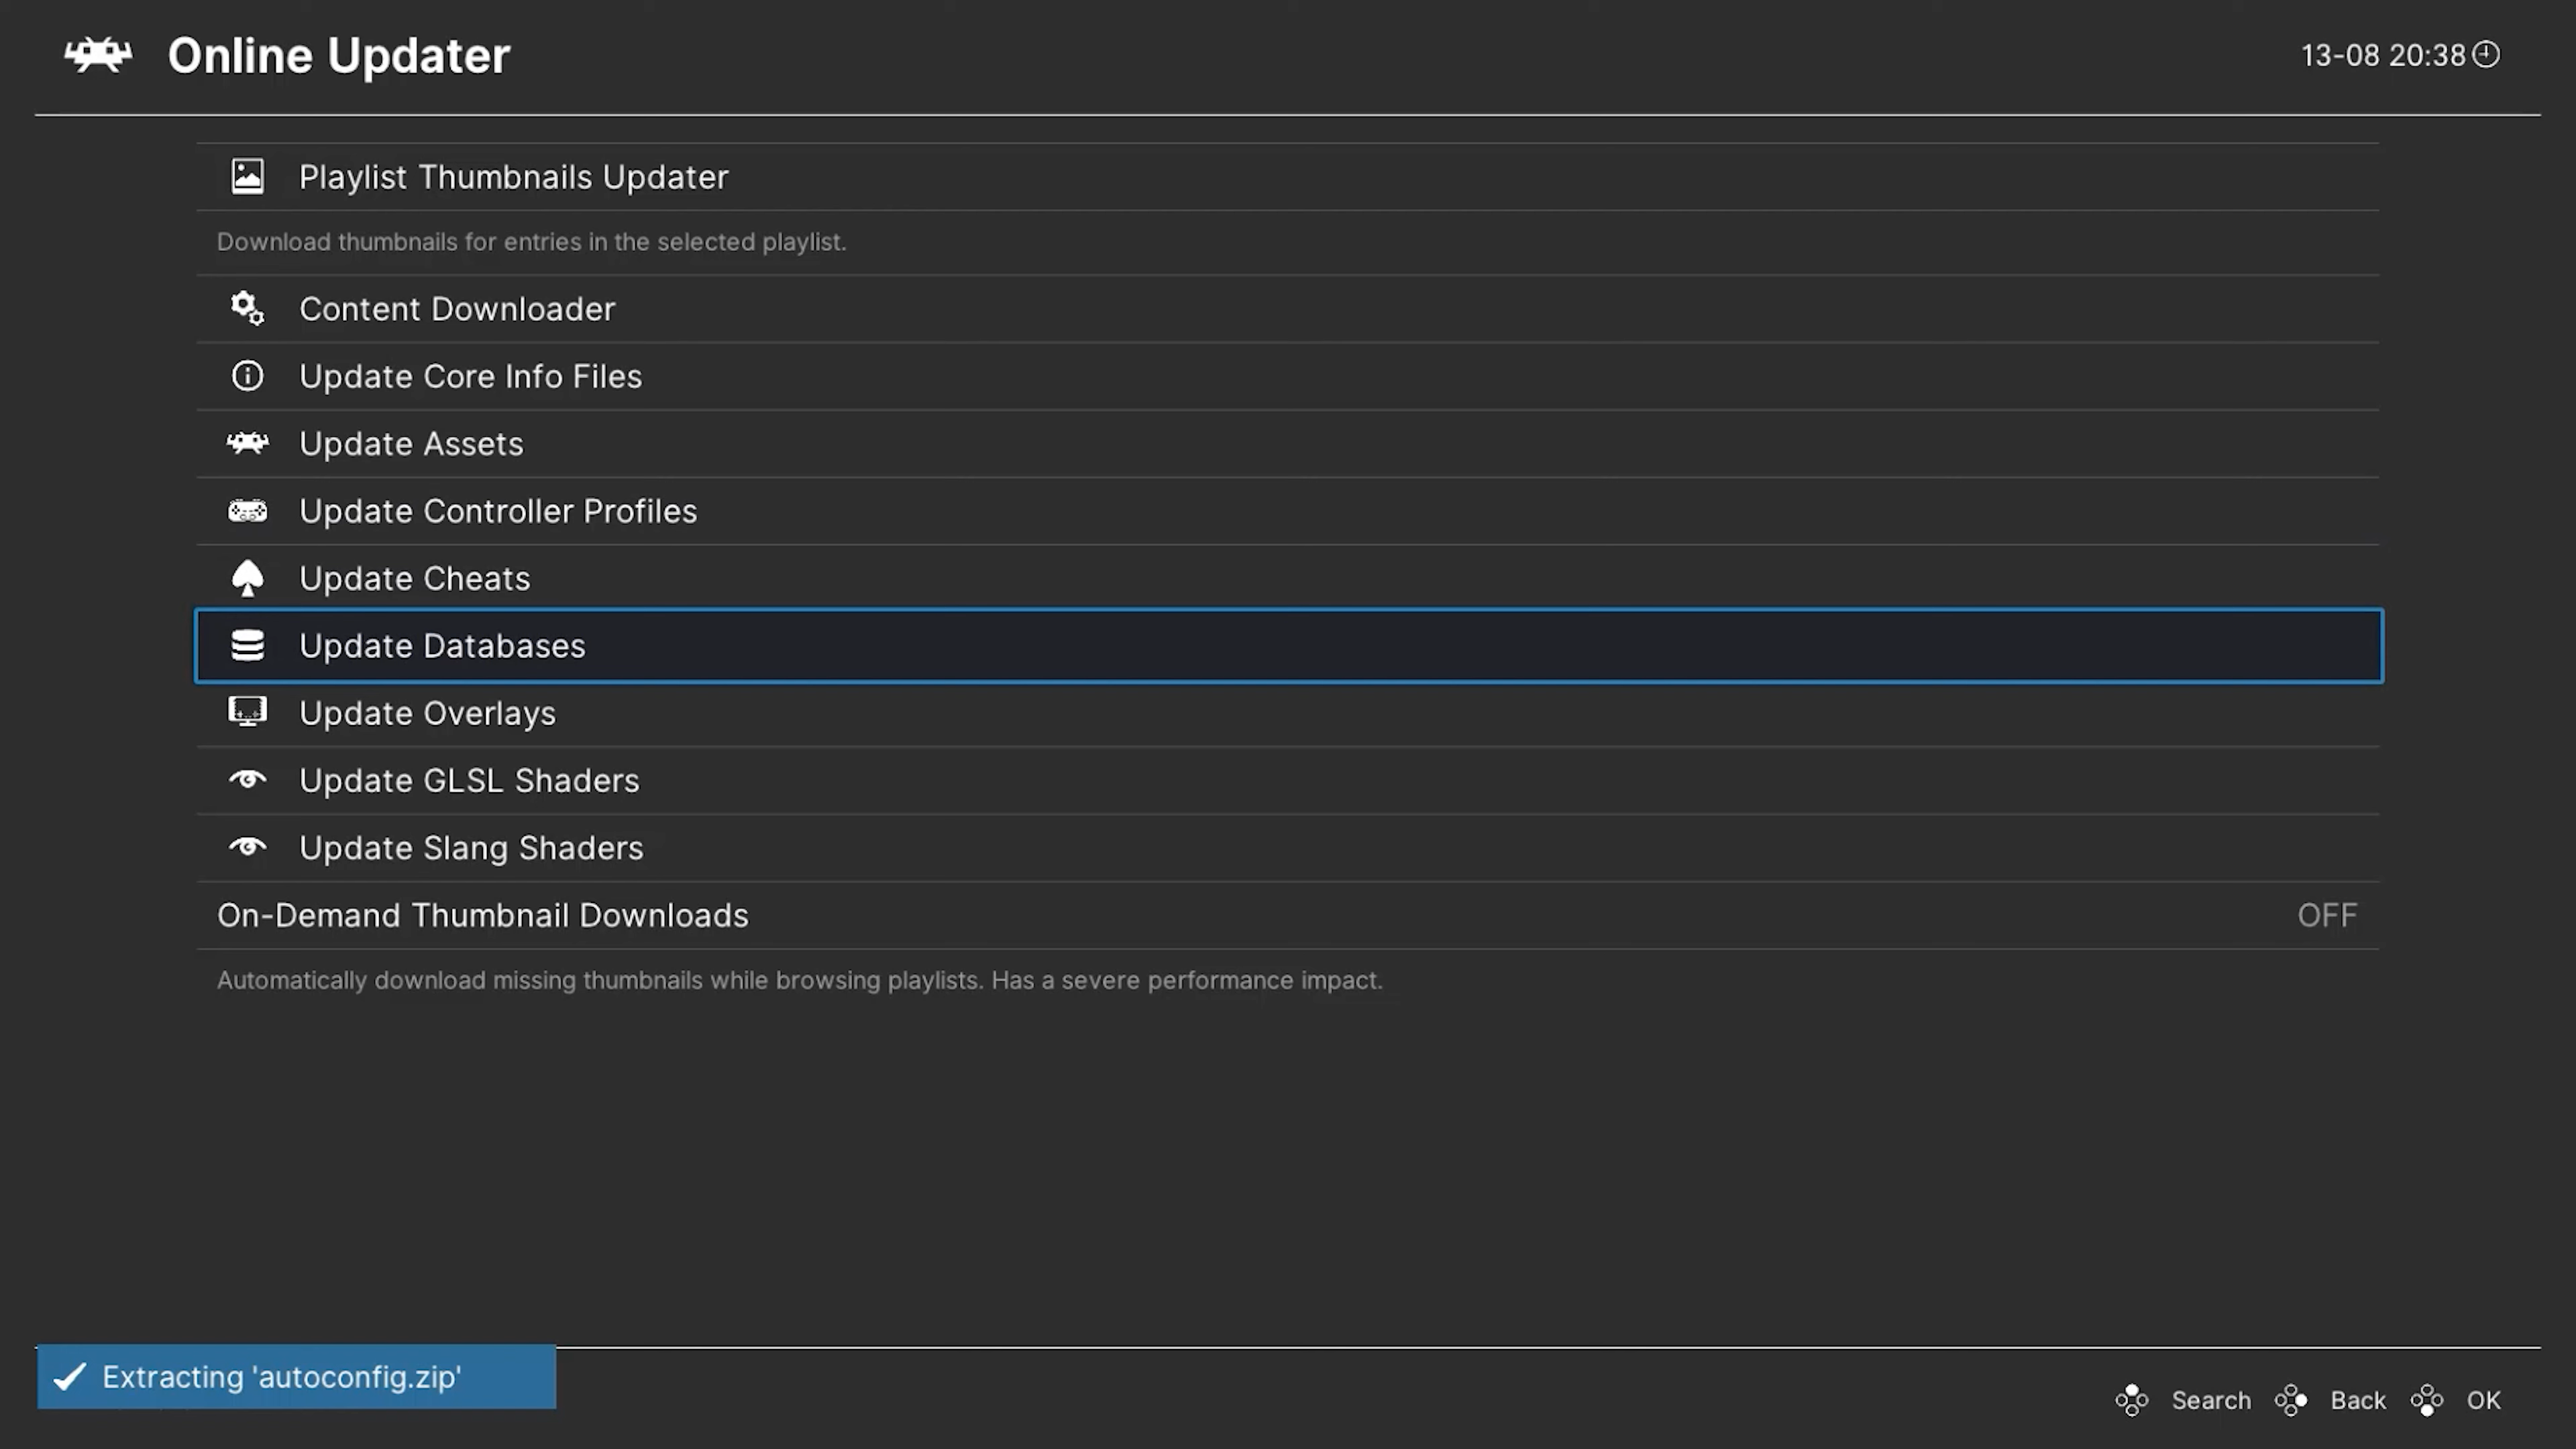 Online Updater
13-08 20:38
Playlist Thumbnails Updater
Download thumbnails for entries in the selected playlist.
Content Downloader
Update Core Info Files
Update Assets
Update Controller Profiles
Update Cheats
Update Databases
Update Overlays
Update GLSL Shaders
Update Slang Shaders
On-Demand Thumbnail Downloads OFF
Automatically download missing thumbnails while browsing playlists. Has a severe performance impact.
Extracting 'autoconfig.zip'
Search Back OK